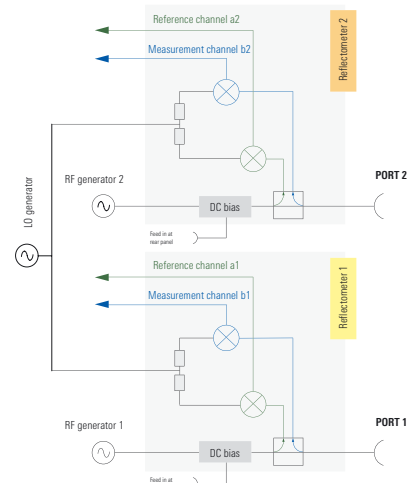 Reference channel a2
Measurement channel b2
Reflectometer 2
RF generator 2
PORT 2
DC bias
Feed in at
rear panel
LO generator
Reference channel a1
Measurement channel b1
Reflectometer 1
RF generator 1
PORT 1
DC bias
Feed in at